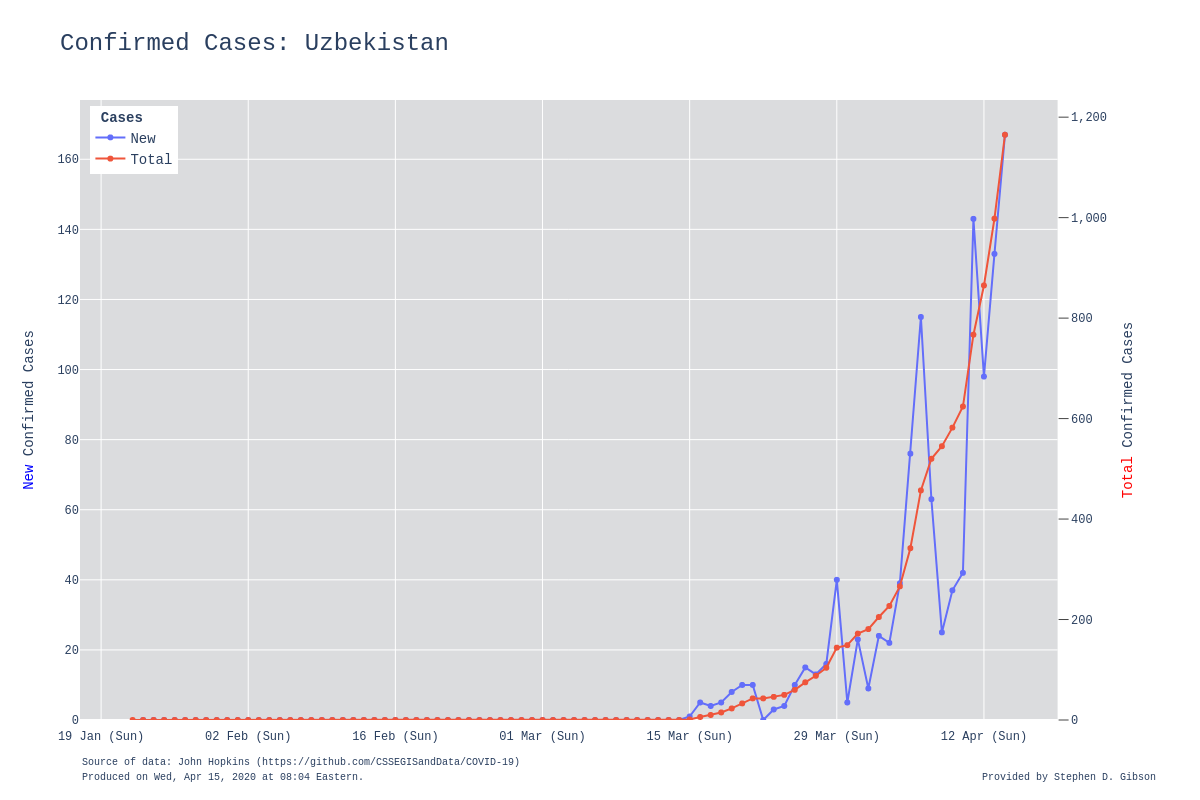 Confirmed Cases: Uzbekistan
Cases
New
Total
160
140
120
100
80
60
40
20
0
New Confirmed Cases
1,200
1,000
800
600
400
200
0
Total Confirmed Cases
19 Jan (Sun) 02 Feb (Sun) 16 Feb (Sun) 01 Mar (Sun) 15 Mar (Sun) 29 Mar (Sun) 12 Apr (Sun)
Source of data: John Hopkins (https://github.com/CSSEGISandData/COVID-19)
Produced on Wed, Apr 15, 2020 at 08:04 Eastern.
Provided by Stephen D. Gibson